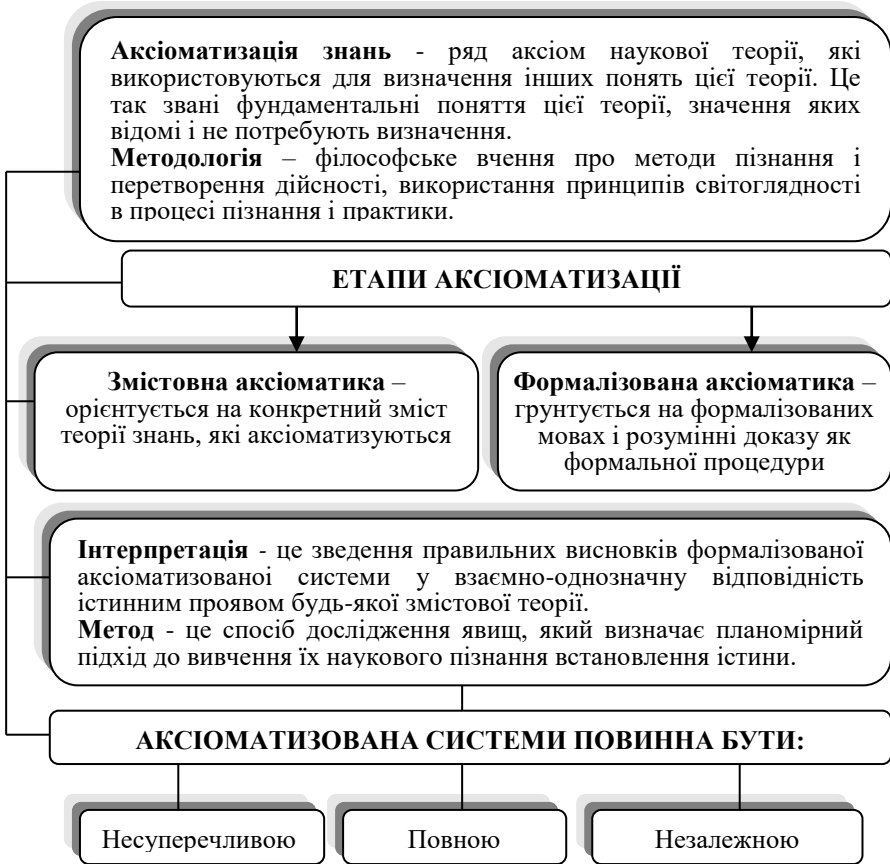 Аксіоматизація знань - ряд аксіом наукової теорії, які
використовуються для визначення інших понять цієї теорії. Це
так звані фундаментальні поняття цієї теорії, значення яких
відомі і не потребують визначення.
Методологія – філософське вчення про методи пізнання і
перетворення дійсності, використання принципів світоглядності
в процесі пізнання і практики.
ЕТАПИ АКСІОМАТИЗАЦІЇ
Змістовна аксіоматика –
орієнтується на конкретний зміст
теорії знань, які аксіоматизуються
Формалізована аксіоматика –
грунтується на формалізованих
мовах і розумінні доказу як
формальної процедури
Інтерпретація - це зведення правильних висновків формалізованої
аксіоматизованоі системи у взаємно-однозначну відповідність
істинним проявом будь-якої змістової теорії.
Метод - це спосіб дослідження явищ, який визначає планомірний
підхід до вивчення їх наукового пізнання встановлення істини.
АКСІОМАТИЗОВАНА СИСТЕМИ ПОВИННА БУТИ:
Несуперечливою
Повною
Незалежною